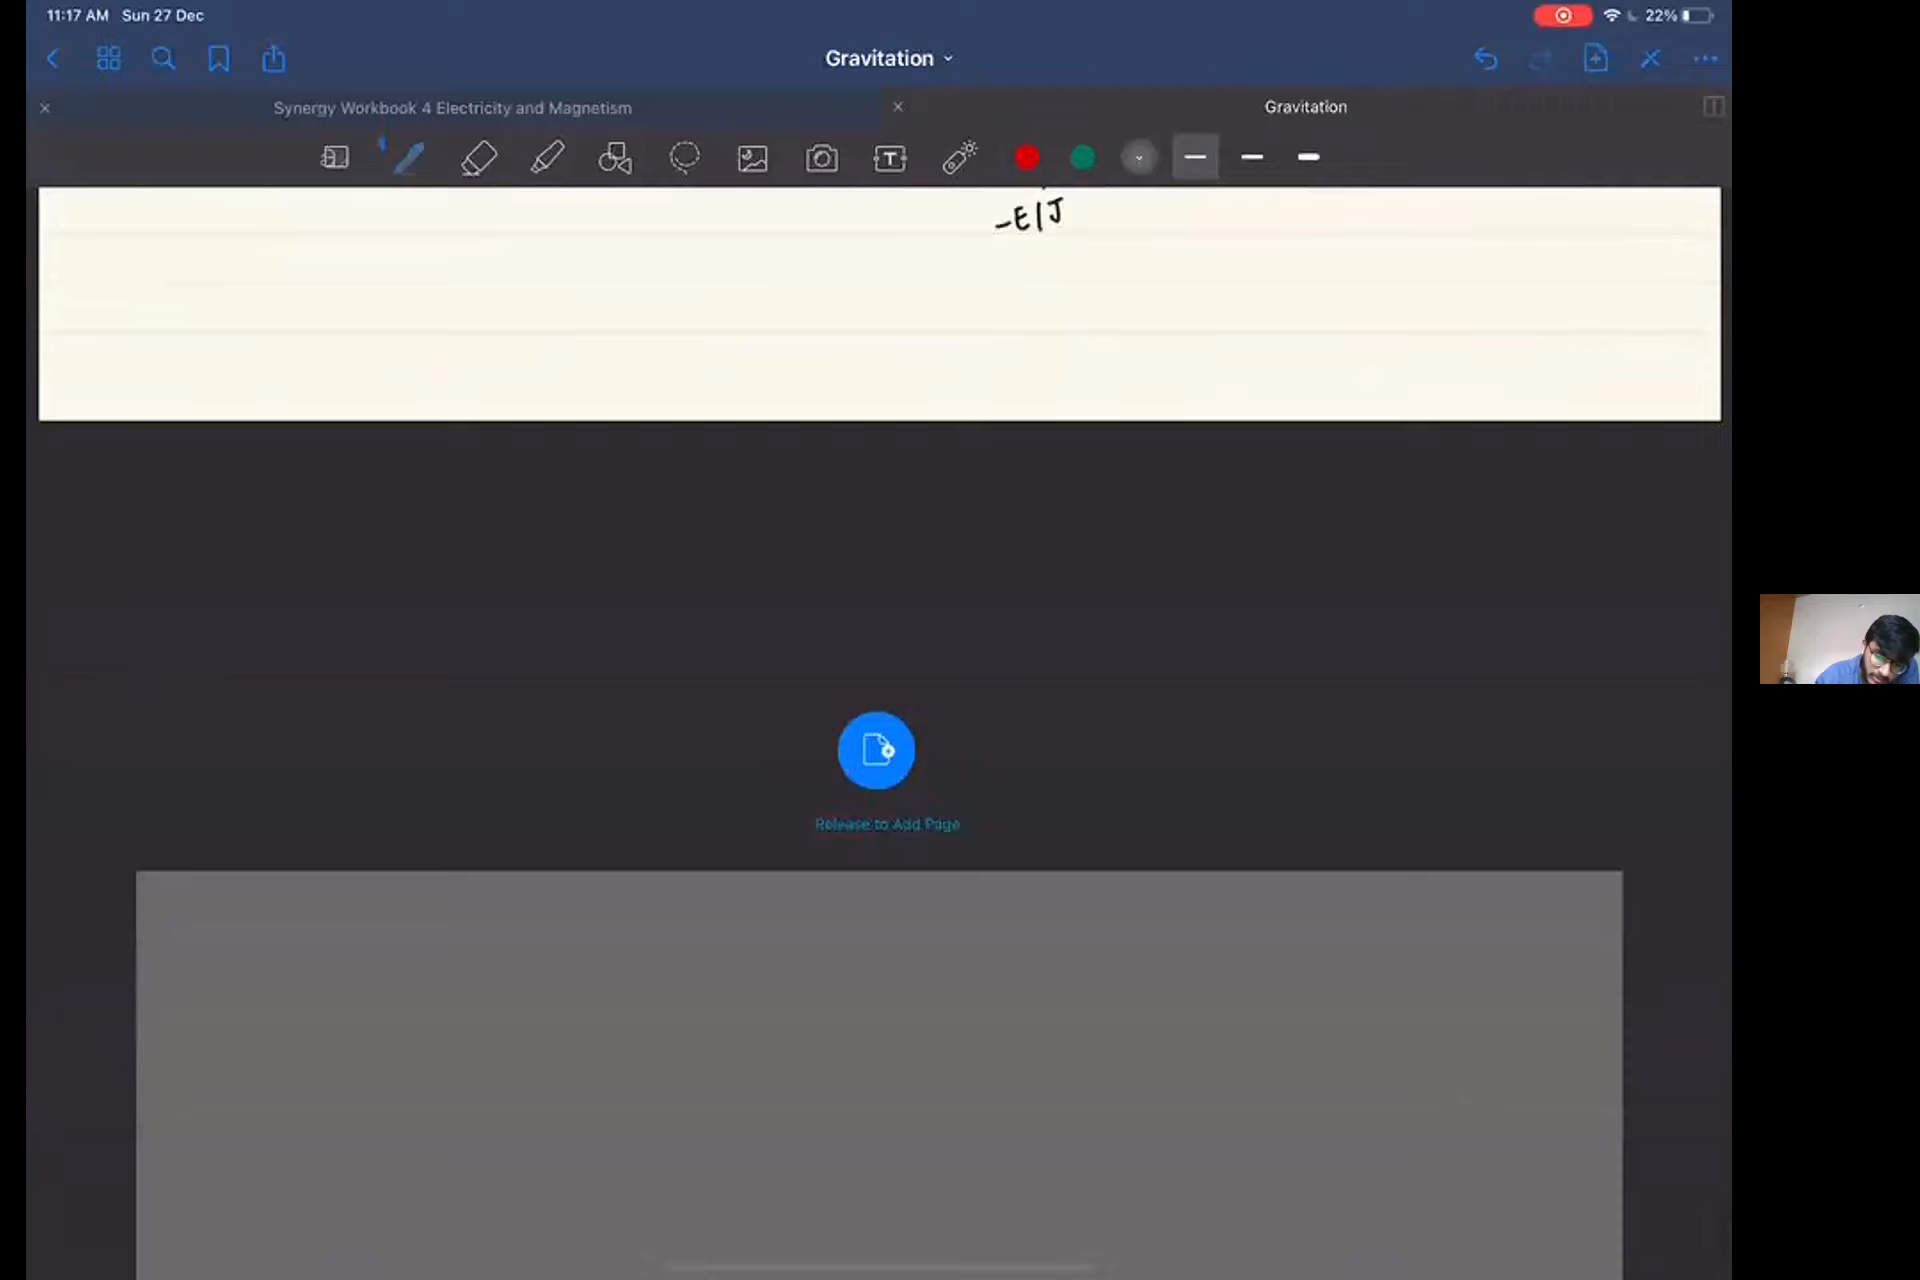 11:17 AM Sun 27 Dec 22%
Gravitation
Synergy Workbook 4 Electricity and Magnetism Gravitation
T
-E/J
Release to Add Page